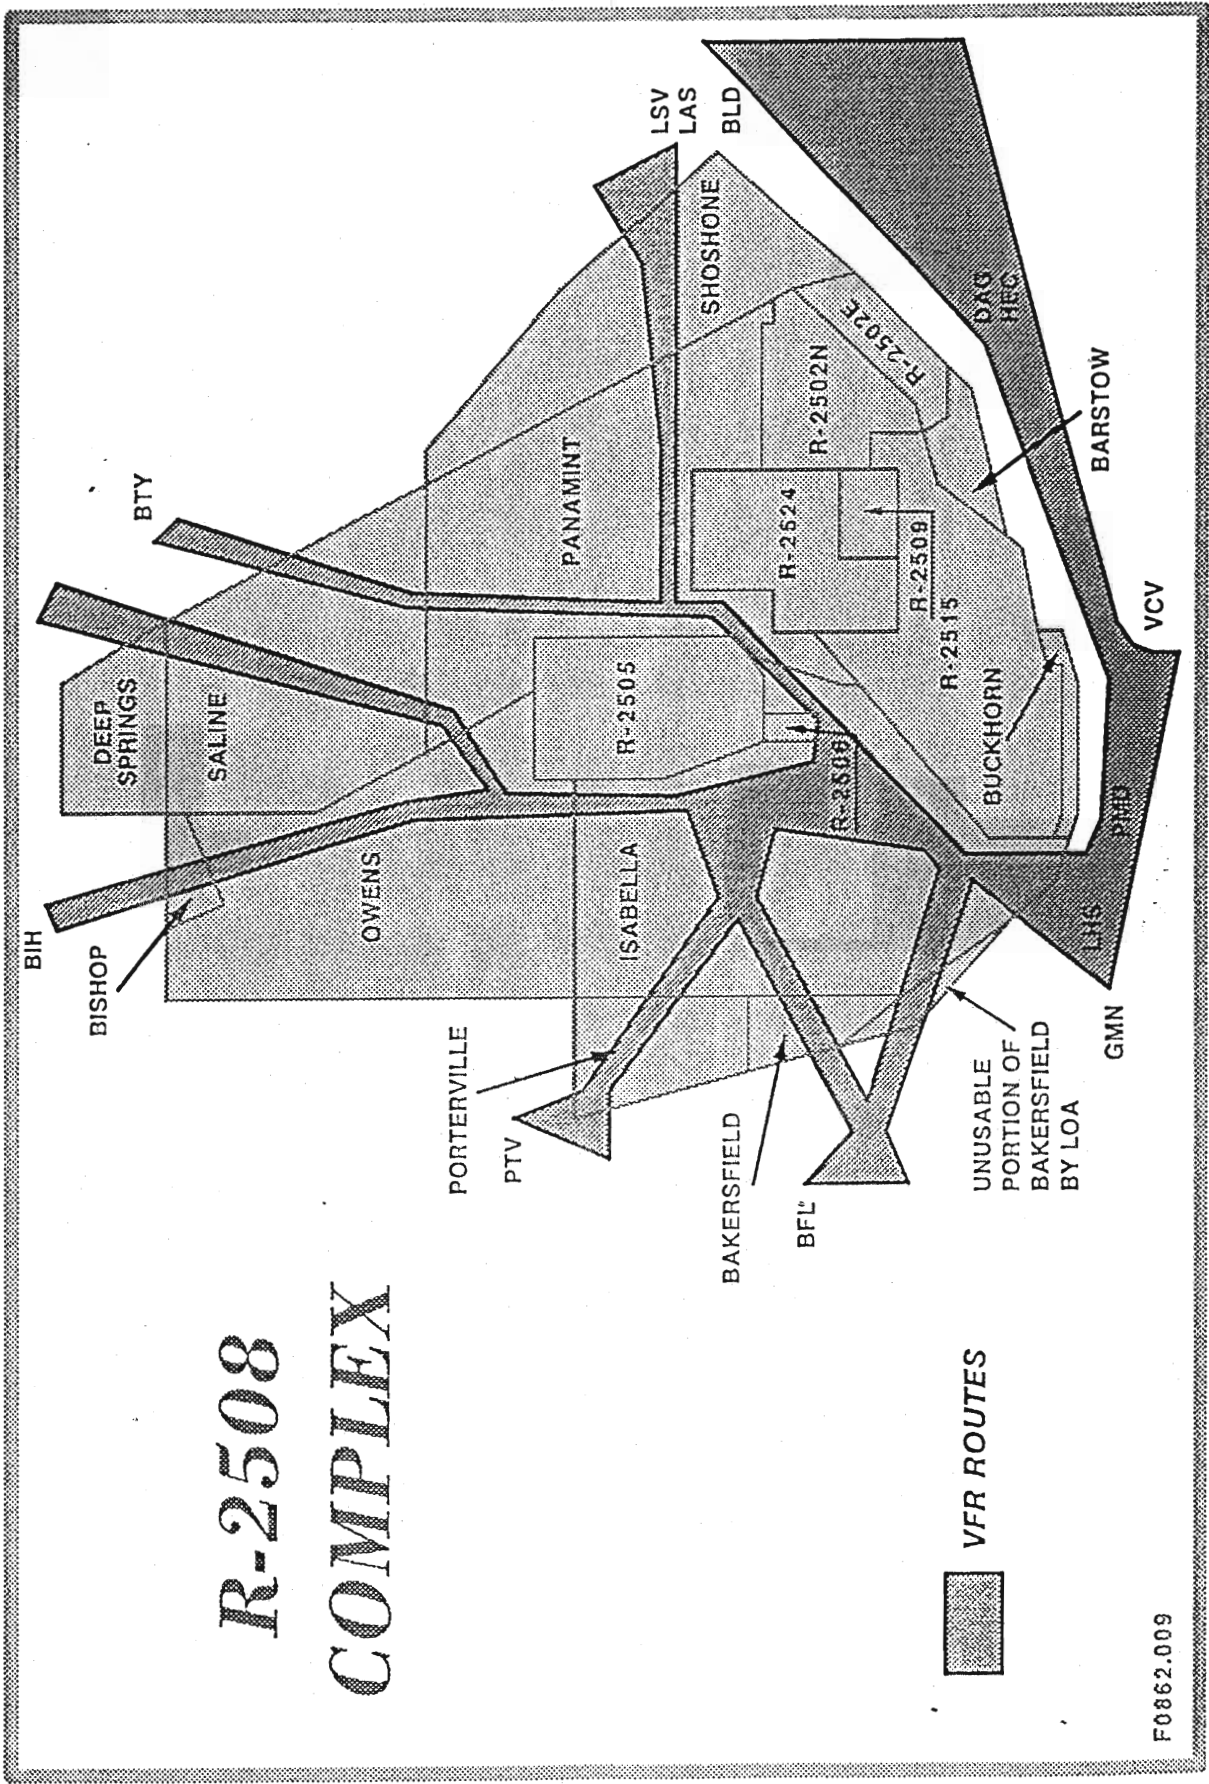 R-2508
COMPLEX
BIH
BISHOP
BTY
DEEP
SPRINGS
SALINE
OWENS
LSV
LAS
BLD
SHOSHONE
PANAMINT
PORTERVILLE
PTV
ISABELLA
R-2505
R-2506
R-2524
R-2502N
R-2502E
R-2509
R-2515
BAKERSFIELD
BFL
BUCKHORN
DAG
HEC
BARSTOW
UNUSABLE
PORTION OF
BAKERSFIELD
BY LOA
LHS
PMD
GMN
VCV
VFR ROUTES
F0862.009